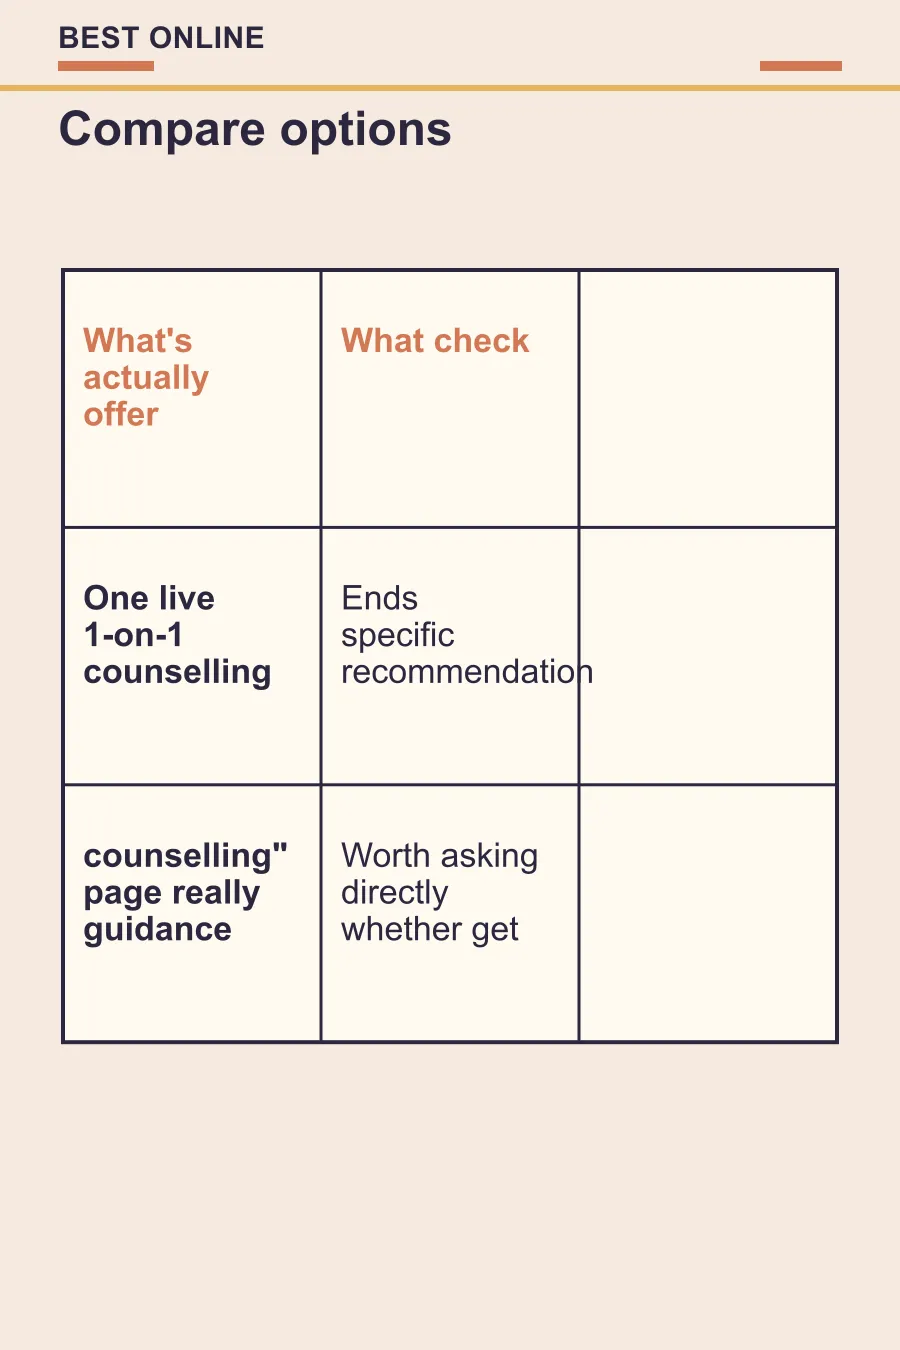 BEST ONLINE
Compare options
What's
actually
offer
What check
One live
1-on-1
counselling
Ends
specific
recommendation
counselling"
page really
guidance
Worth asking
directly
whether get